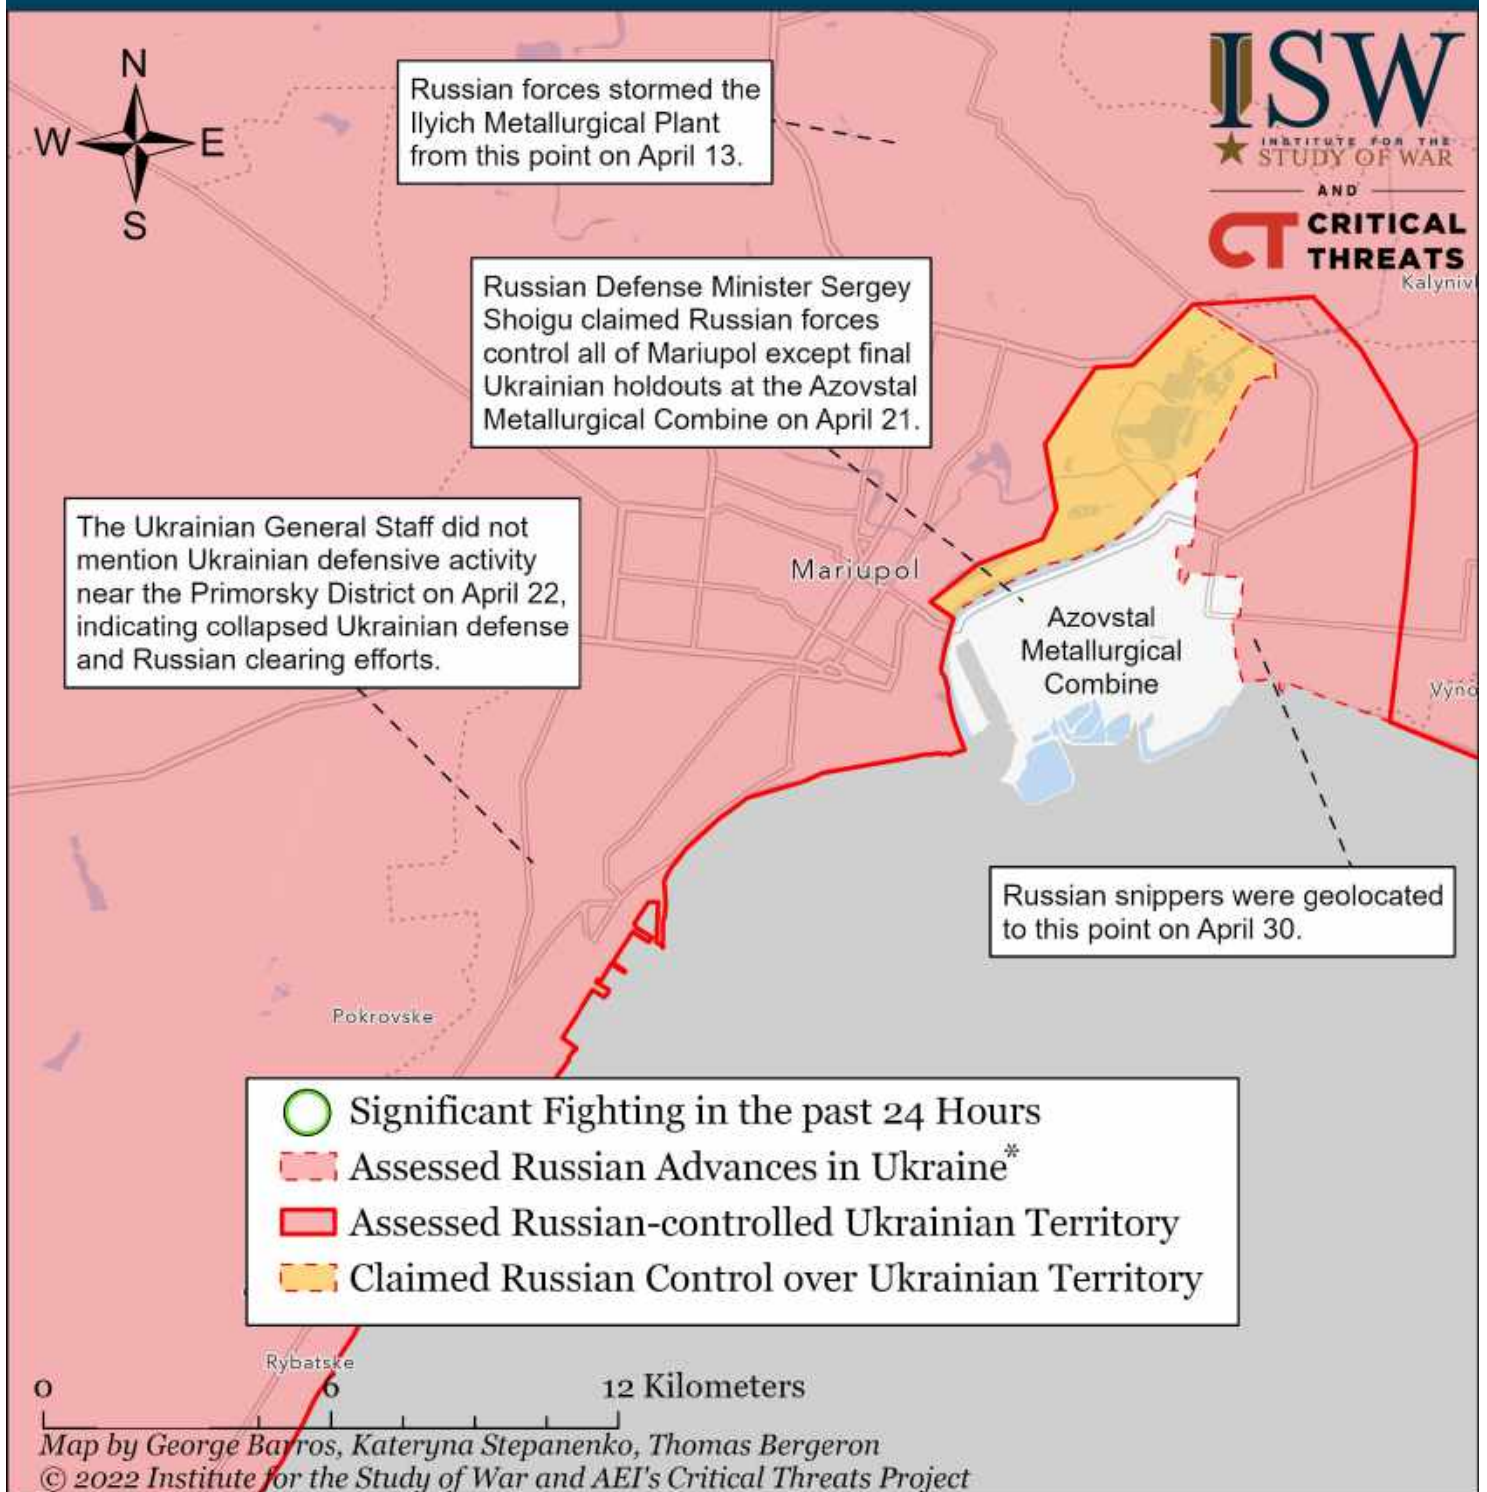 N
W E
S
Russian forces stormed the
Ilyich Metallurgical Plant
from this point on April 13.
ISW
INSTITUTE FOR THE
STUDY OF WAR
AND
CT CRITICAL
THREATS
Kalynivk
Russian Defense Minister Sergey
Shoigu claimed Russian forces
control all of Mariupol except final
Ukrainian holdouts at the Azovstal
Metallurgical Combine on April 21.
The Ukrainian General Staff did not
mention Ukrainian defensive activity
near the Primorsky District on April 22,
indicating collapsed Ukrainian defense
and Russian clearing efforts.
Mariupol
Azovstal
Metallurgical
Combine
Vyno
Russian snippers were geolocated
to this point on April 30.
Pokrovske
Significant Fighting in the past 24 Hours
Assessed Russian Advances in Ukraine*
Assessed Russian-controlled Ukrainian Territory
Claimed Russian Control over Ukrainian Territory
Rybatske
0 6 12 Kilometers
Map by George Barros, Kateryna Stepanenko, Thomas Bergeron
© 2022 Institute for the Study of War and AEI's Critical Threats Project